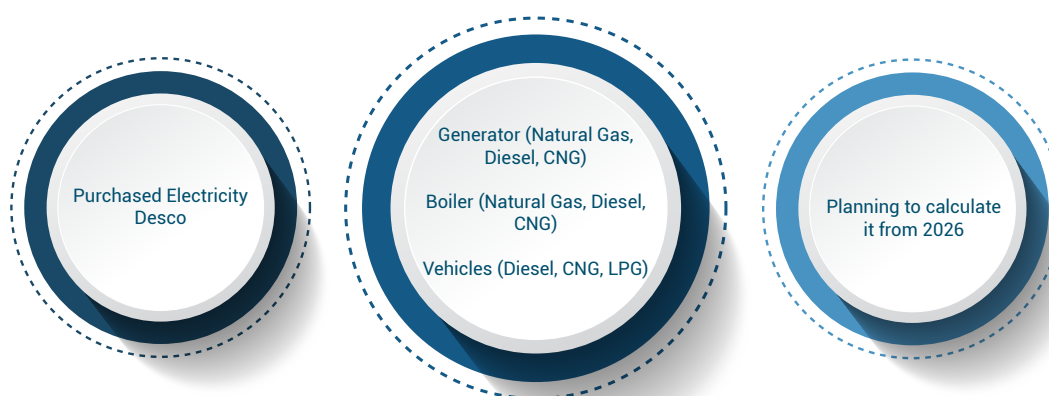 Purchased Electricity
Desco
Generator (Natural Gas,
Diesel, CNG)
Boiler (Natural Gas, Diesel,
CNG)
Vehicles (Diesel, CNG, LPG)
Planning to calculate
it from 2026